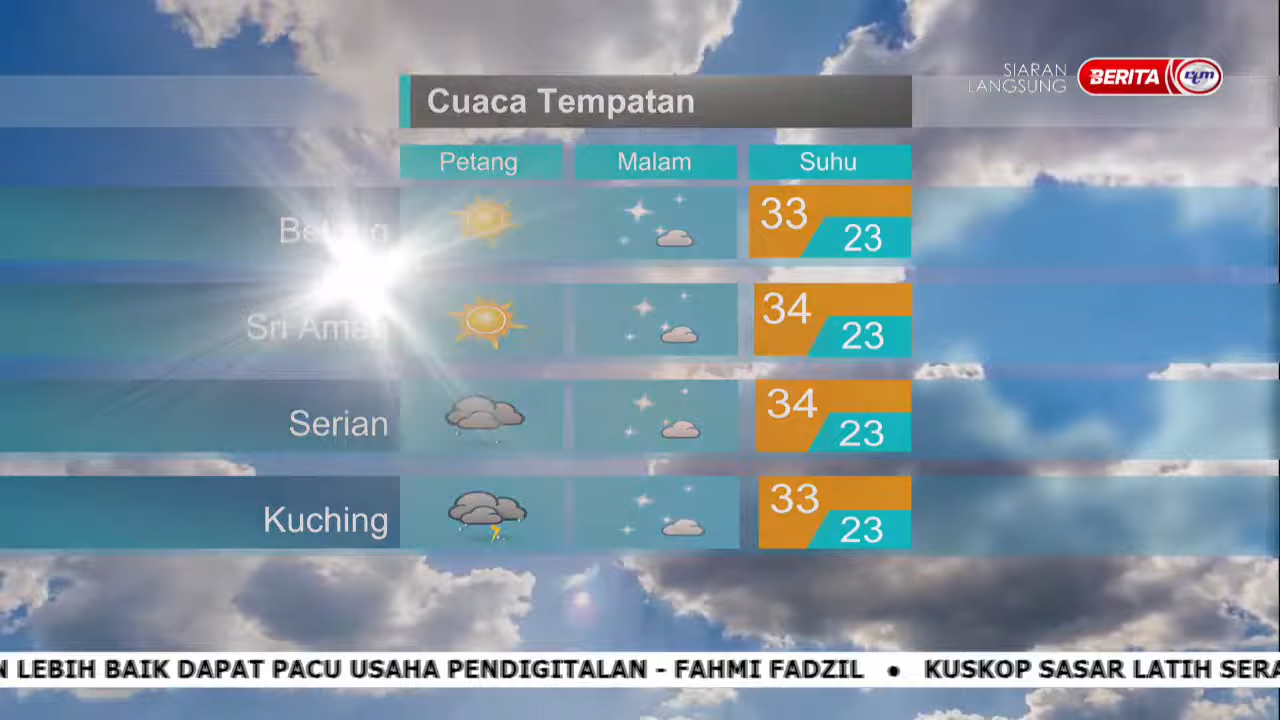 SIARAN
LANGSUNG
BERITA
Cuaca Tempatan
Petang Malam Suhu
33
23
34
23
Serian 34
23
Kuching 33
23
LEBIH BAIK DAPAT PACU USAHA PENDIGITALAN - FAHMI FADZIL • KUSKOP SASAR LATIH